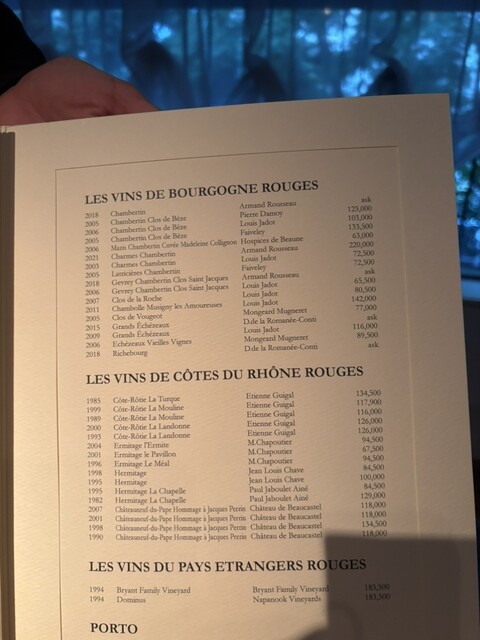 LES VINS DE BOURGOGNE ROUGES
2018 Chambertin Armand Rousseau ask
2005 Chambertin Clos de Bèze Pierre Damoy 123,000
2006 Chambertin Clos de Bèze Louis Jadot 103,000
2005 Chambertin Clos de Bèze Faiveley 133,500
2006 Mazis Chambertin Cuvée Madeleine Collignon Hospices de Beaune 63,000
2021 Charmes Chambertin Armand Rousseau 220,000
2003 Charmes Chambertin Louis Jadot 72,500
2005 Latricières Chambertin Faiveley 72,500
2018 Gevrey Chambertin Clos Saint Jacques Armand Rousseau ask
2006 Gevrey Chambertin Clos Saint Jacques Louis Jadot 65,500
2007 Clos de la Roche Louis Jadot 80,500
2011 Chambolle Musigny les Amoureuses Louis Jadot 142,000
2005 Clos de Vougeot Mongeard Mugneret 77,000
2015 Grands Échézeaux D.de la Romanée-Conti ask
2009 Grands Échézeaux Louis Jadot 116,000
2006 Echézeaux Vieilles Vignes Mongeard Mugneret 89,500
2018 Richebourg D.de la Romanée-Conti ask
LES VINS DE CÔTES DU RHÔNE ROUGES
1985 Côte-Rôtie La Turque Etienne Guigal 134,500
1999 Côte-Rôtie La Mouline Etienne Guigal 117,900
1989 Côte-Rôtie La Mouline Etienne Guigal 116,000
2000 Côte-Rôtie La Landonne Etienne Guigal 126,000
1993 Côte-Rôtie La Landonne Etienne Guigal 126,000
2004 Ermitage l'Ermite M.Chapoutier 94,500
2001 Ermitage le Pavillon M.Chapoutier 67,500
1996 Ermitage Le Méal M.Chapoutier 94,500
1998 Hermitage Jean Louis Chave 84,500
1995 Hermitage Jean Louis Chave 100,000
1995 Hermitage La Chapelle Paul Jaboulet Ainé 84,500
1982 Hermitage La Chapelle Paul Jaboulet Ainé 129,000
2007 Châteauneuf-du-Pape Hommage à Jacques Perrin Château de Beaucastel 118,000
2001 Châteauneuf-du-Pape Hommage à Jacques Perrin Château de Beaucastel 118,000
1998 Châteauneuf-du-Pape Hommage à Jacques Perrin Château de Beaucastel 134,500
1990 Châteauneuf-du-Pape Hommage à Jacques Perrin Château de Beaucastel 118,000
LES VINS DU PAYS ETRANGERS ROUGES
1994 Bryant Family Vineyard Bryant Family Vineyard 183,500
1994 Dominus Napanook Vineyards 183,500
PORTO